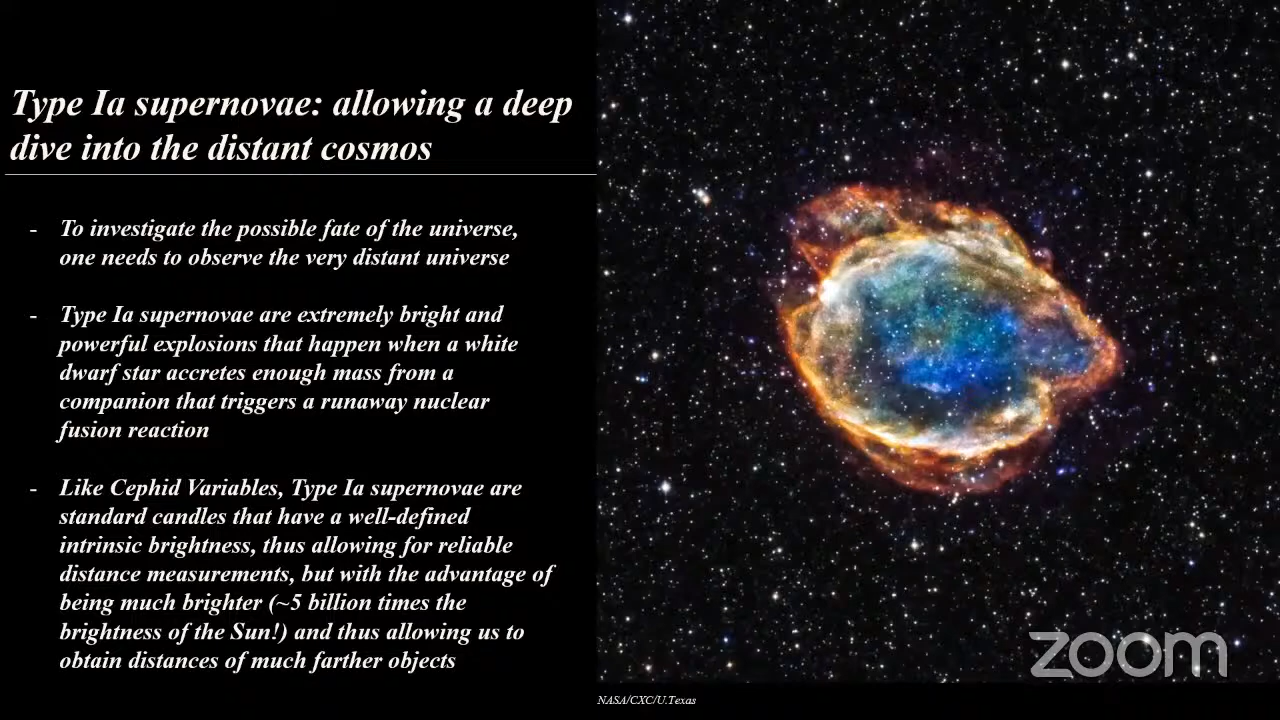 Type Ia supernovae: allowing a deep
dive into the distant cosmos
- To investigate the possible fate of the universe,
one needs to observe the very distant universe
- Type Ia supernovae are extremely bright and
powerful explosions that happen when a white
dwarf star accretes enough mass from a
companion that triggers a runaway nuclear
fusion reaction
- Like Cephid Variables, Type Ia supernovae are
standard candles that have a well-defined
intrinsic brightness, thus allowing for reliable
distance measurements, but with the advantage of
being much brighter (~5 billion times the
brightness of the Sun!) and thus allowing us to
obtain distances of much farther objects
zoom
NASA/CXC/U.Texas